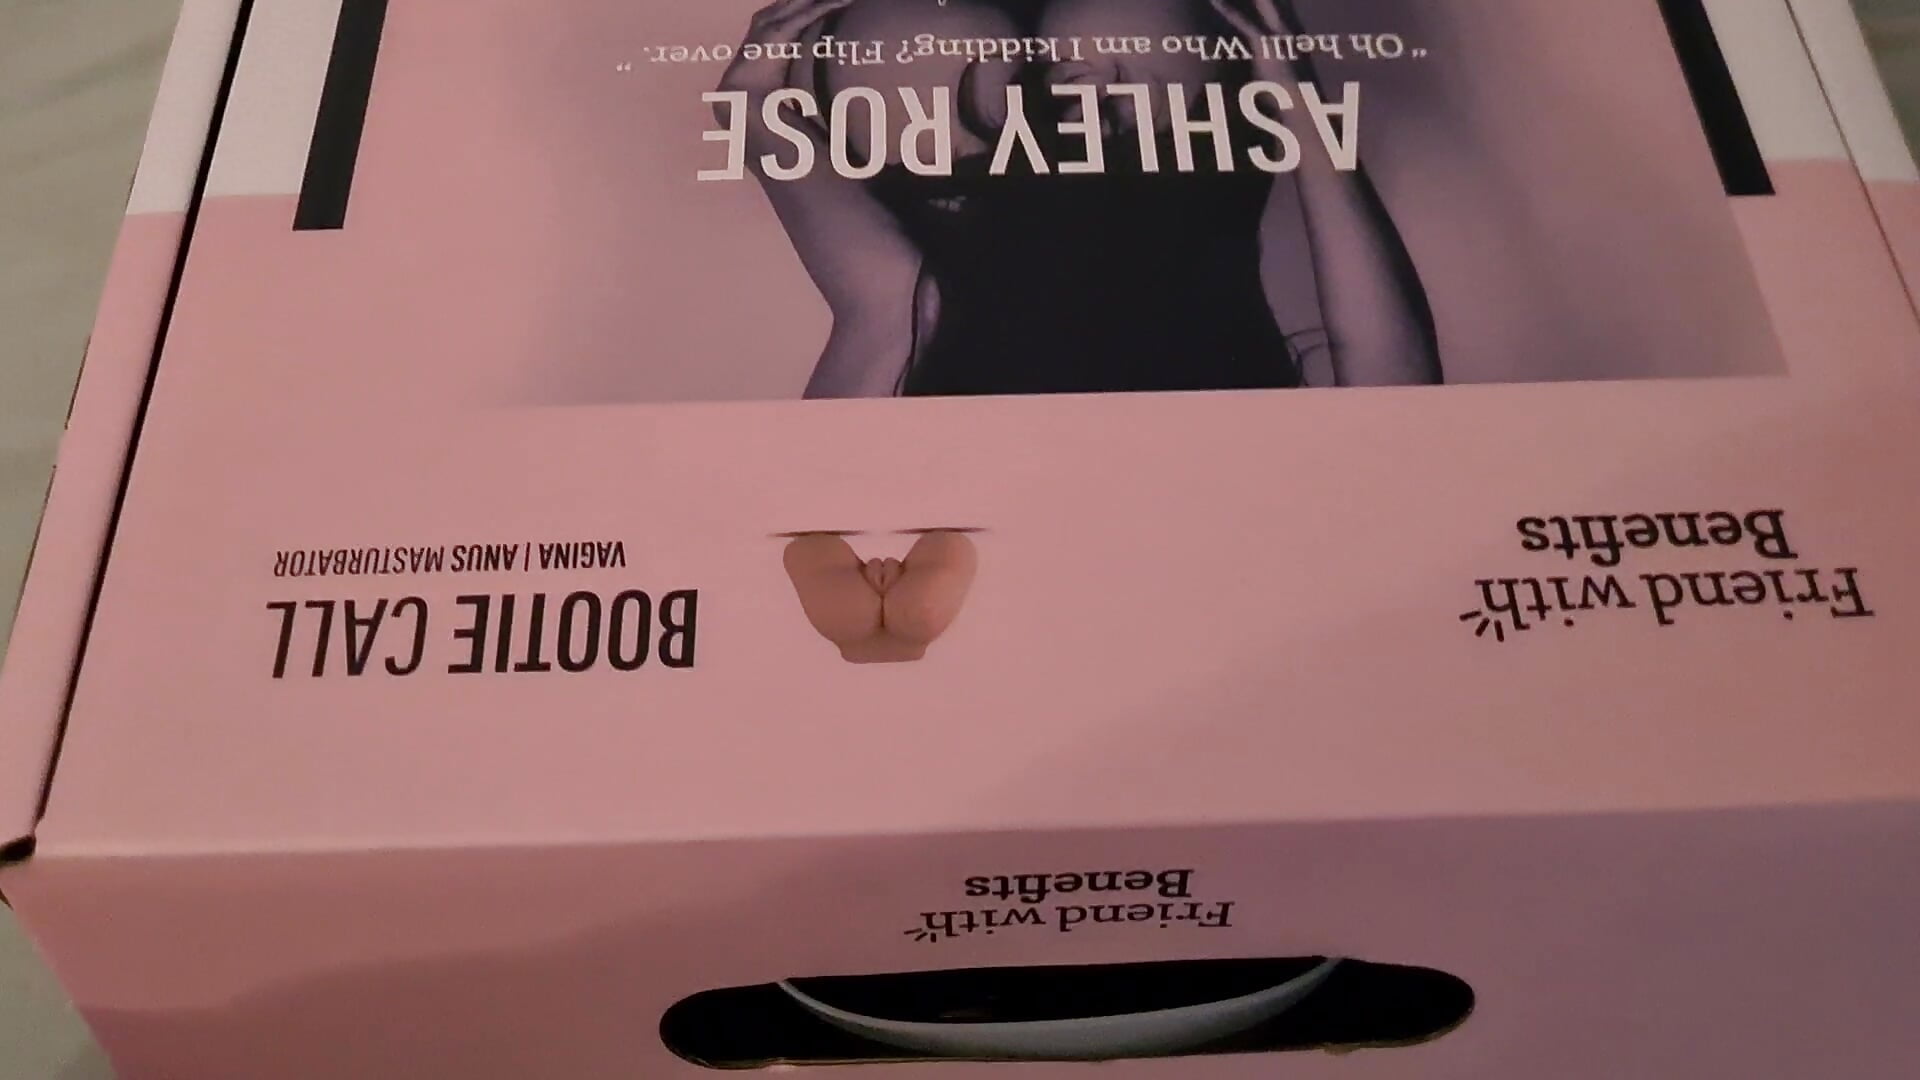 Friend with
Benefits
Friend with
Benefits
BOOTIE CALL
VAGINA | ANUS MASTURBATOR
ASHLEY ROSE
"Oh hell! Who am I kidding? Flip me over."